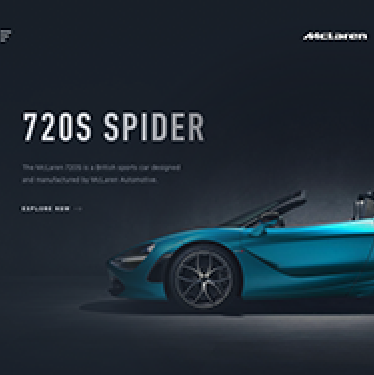 McLaren
720S SPIDER
The McLaren 720S is a British sports car designed
and manufactured by McLaren Automotive.
EXPLORE NOW